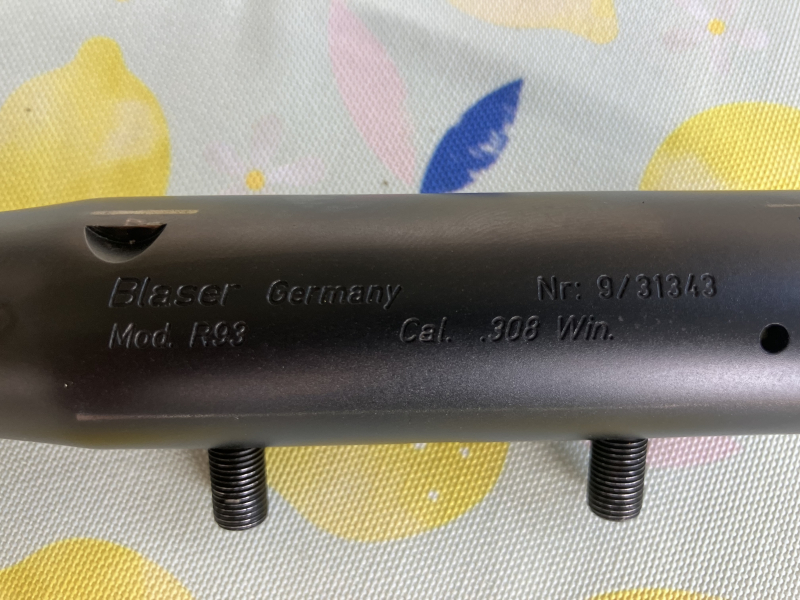 Blaser Germany Nr: 9/31343
Mod. R93 Cal. .308 Win.